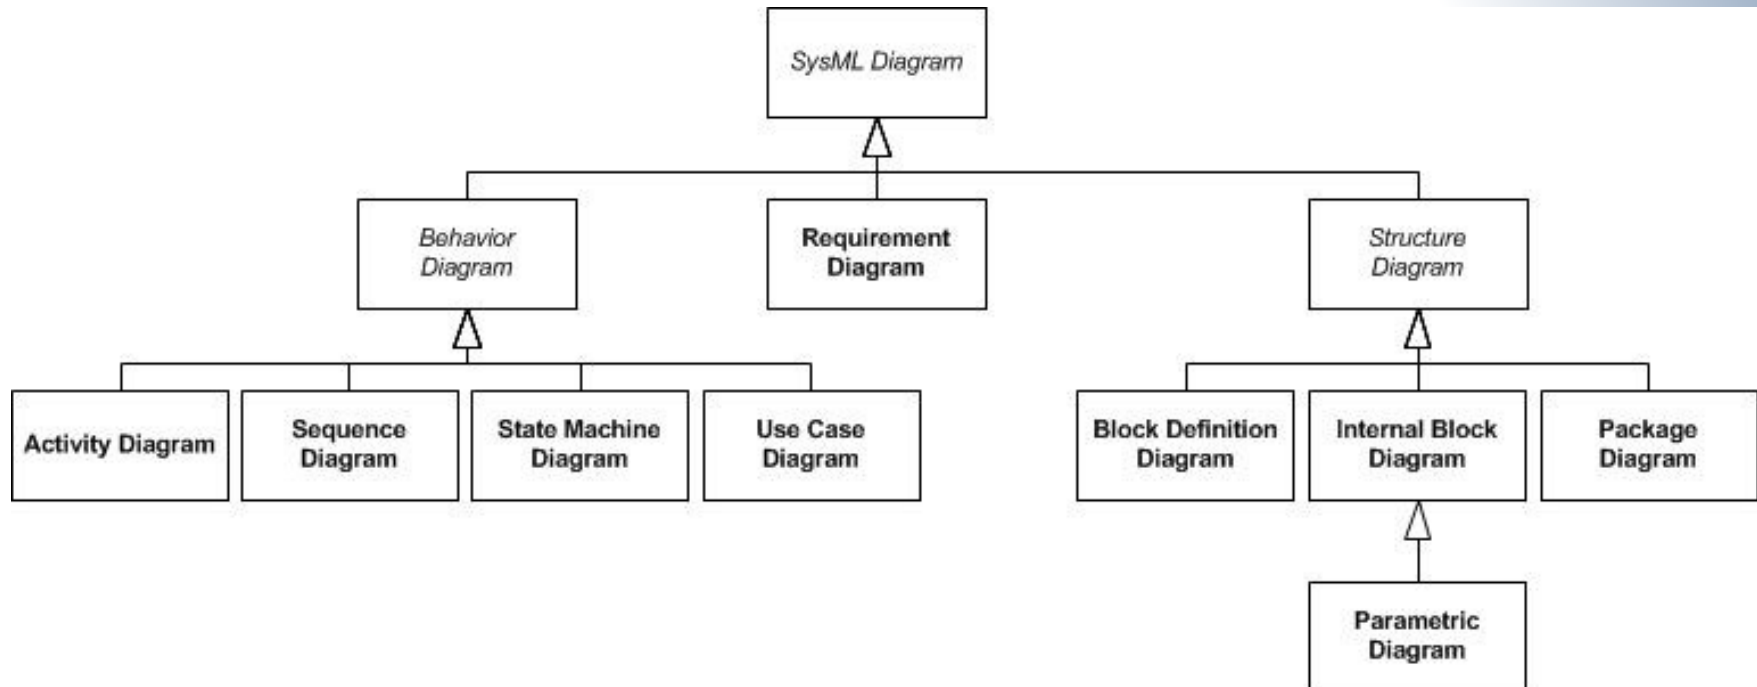 SysML Diagram
Behavior
Diagram
Requirement
Diagram
Structure
Diagram
Activity Diagram
Sequence
Diagram
State Machine
Diagram
Use Case
Diagram
Block Definition
Diagram
Internal Block
Diagram
Package
Diagram
Parametric
Diagram